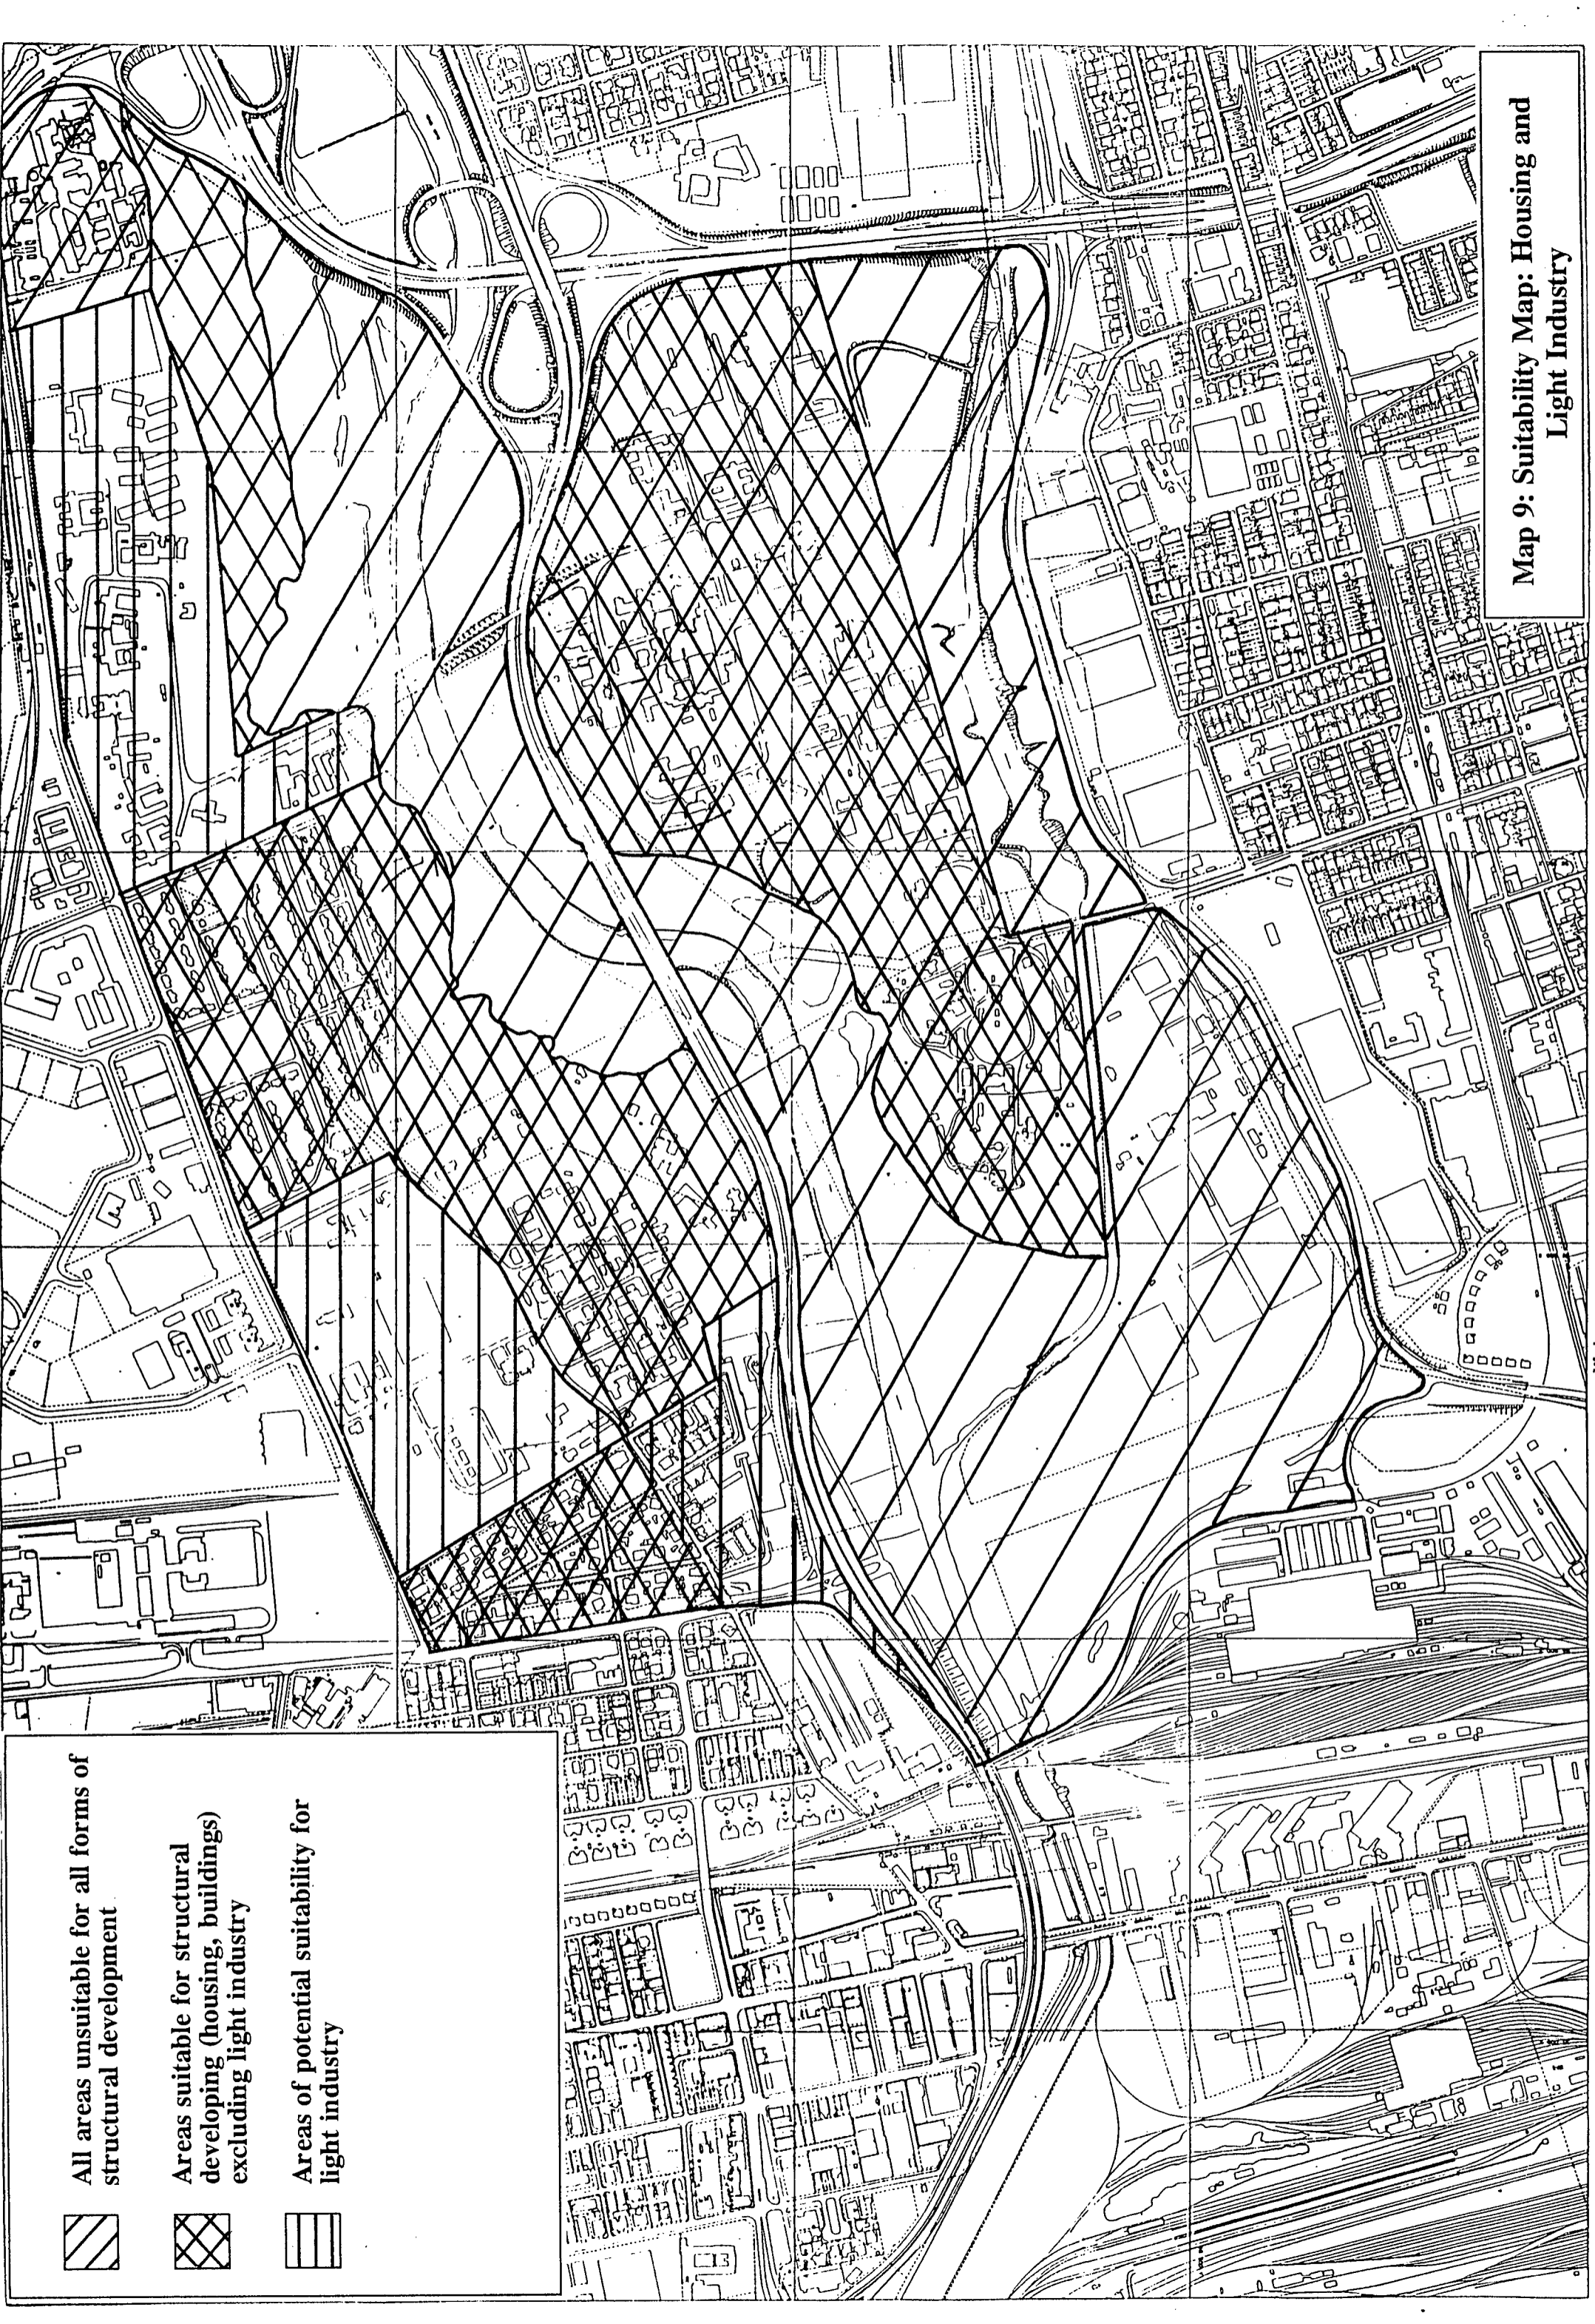 Map 9: Suitability Map: Housing and
Light Industry
All areas unsuitable for all forms of
structural development
Areas suitable for structural
developing (housing, buildings)
excluding light industry
Areas of potential suitability for
light industry